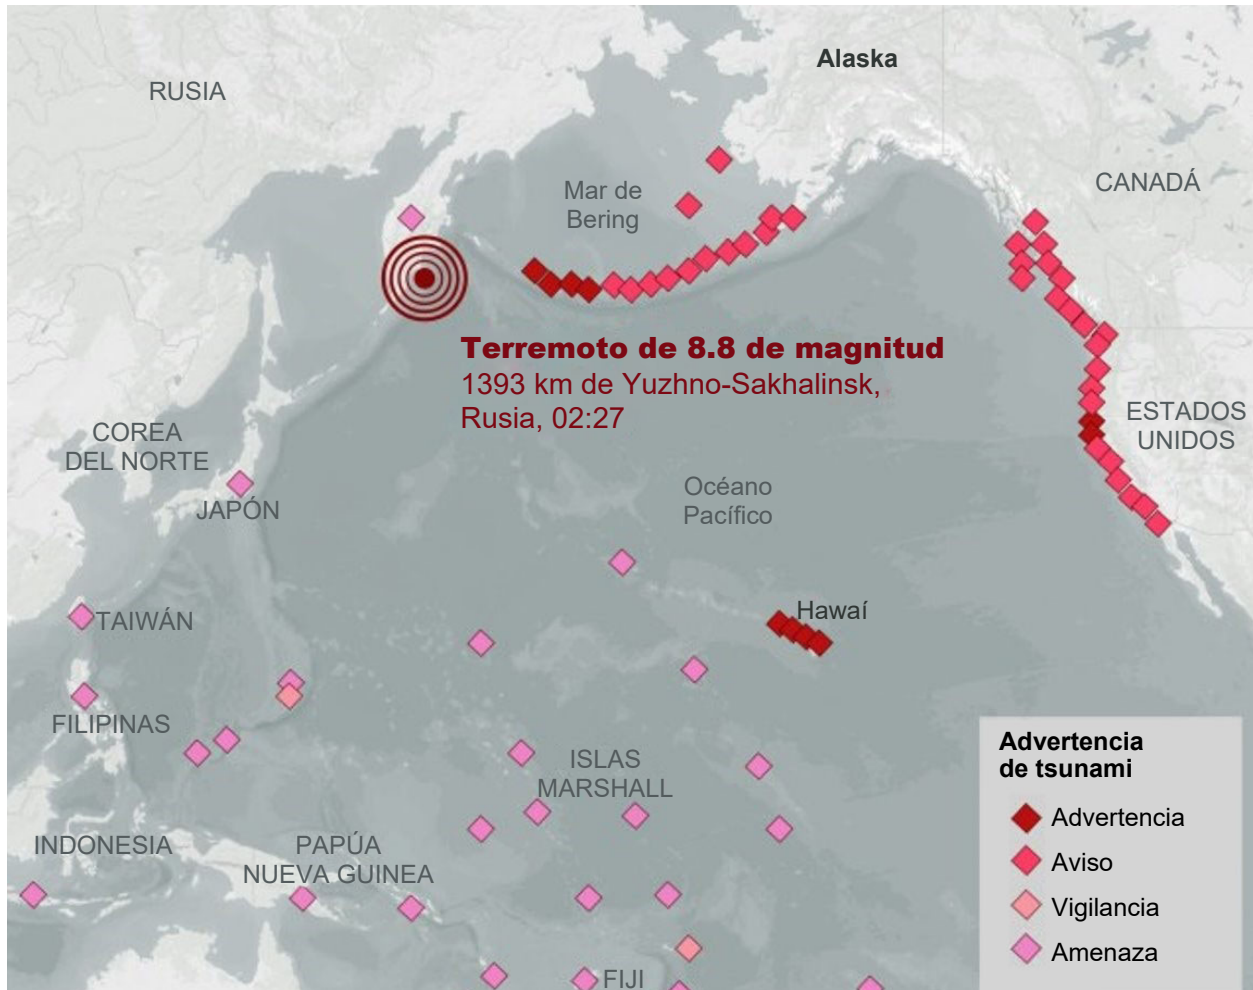 Alaska
RUSIA
CANADÁ
Mar de
Bering
Terremoto de 8.8 de magnitud
1393 km de Yuzhno-Sakhalinsk,
Rusia, 02:27
ESTADOS
UNIDOS
COREA
DEL NORTE
JAPÓN
Océano
Pacífico
Hawaí
TAIWÁN
FILIPINAS
ISLAS
MARSHALL
INDONESIA
PAPÚA
NUEVA GUINEA
FIJI
Advertencia
de tsunami
Advertencia
Aviso
Vigilancia
Amenaza